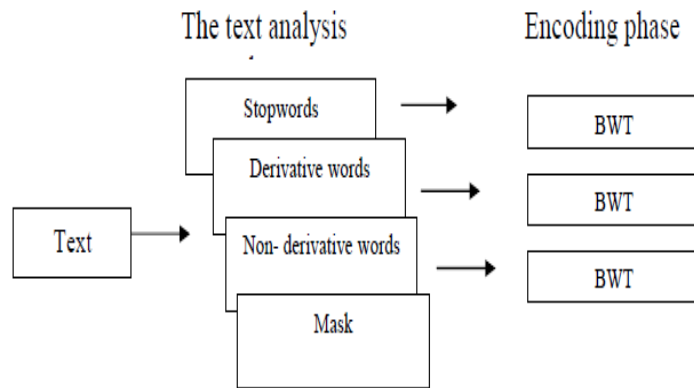 The text analysis
Encoding phase
Stopwords
BWT
Derivative words
BWT
Text
Non- derivative words
BWT
Mask